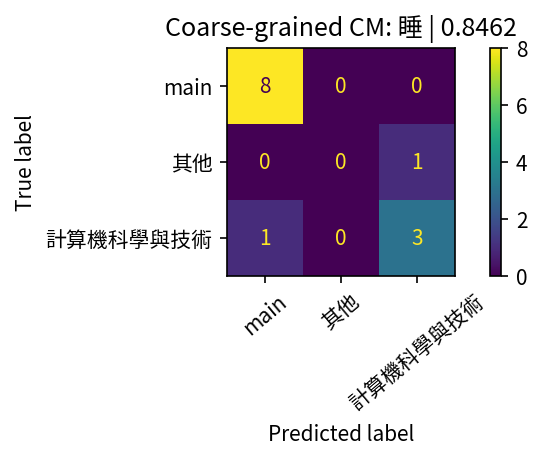 Coarse-grained CM: 睡 | 0.8462
True label
main
其他
計算機科學與技術
8 0 0
0 0 1
1 0 3
8
6
4
2
0
main
其他
計算機科學與技術
Predicted label